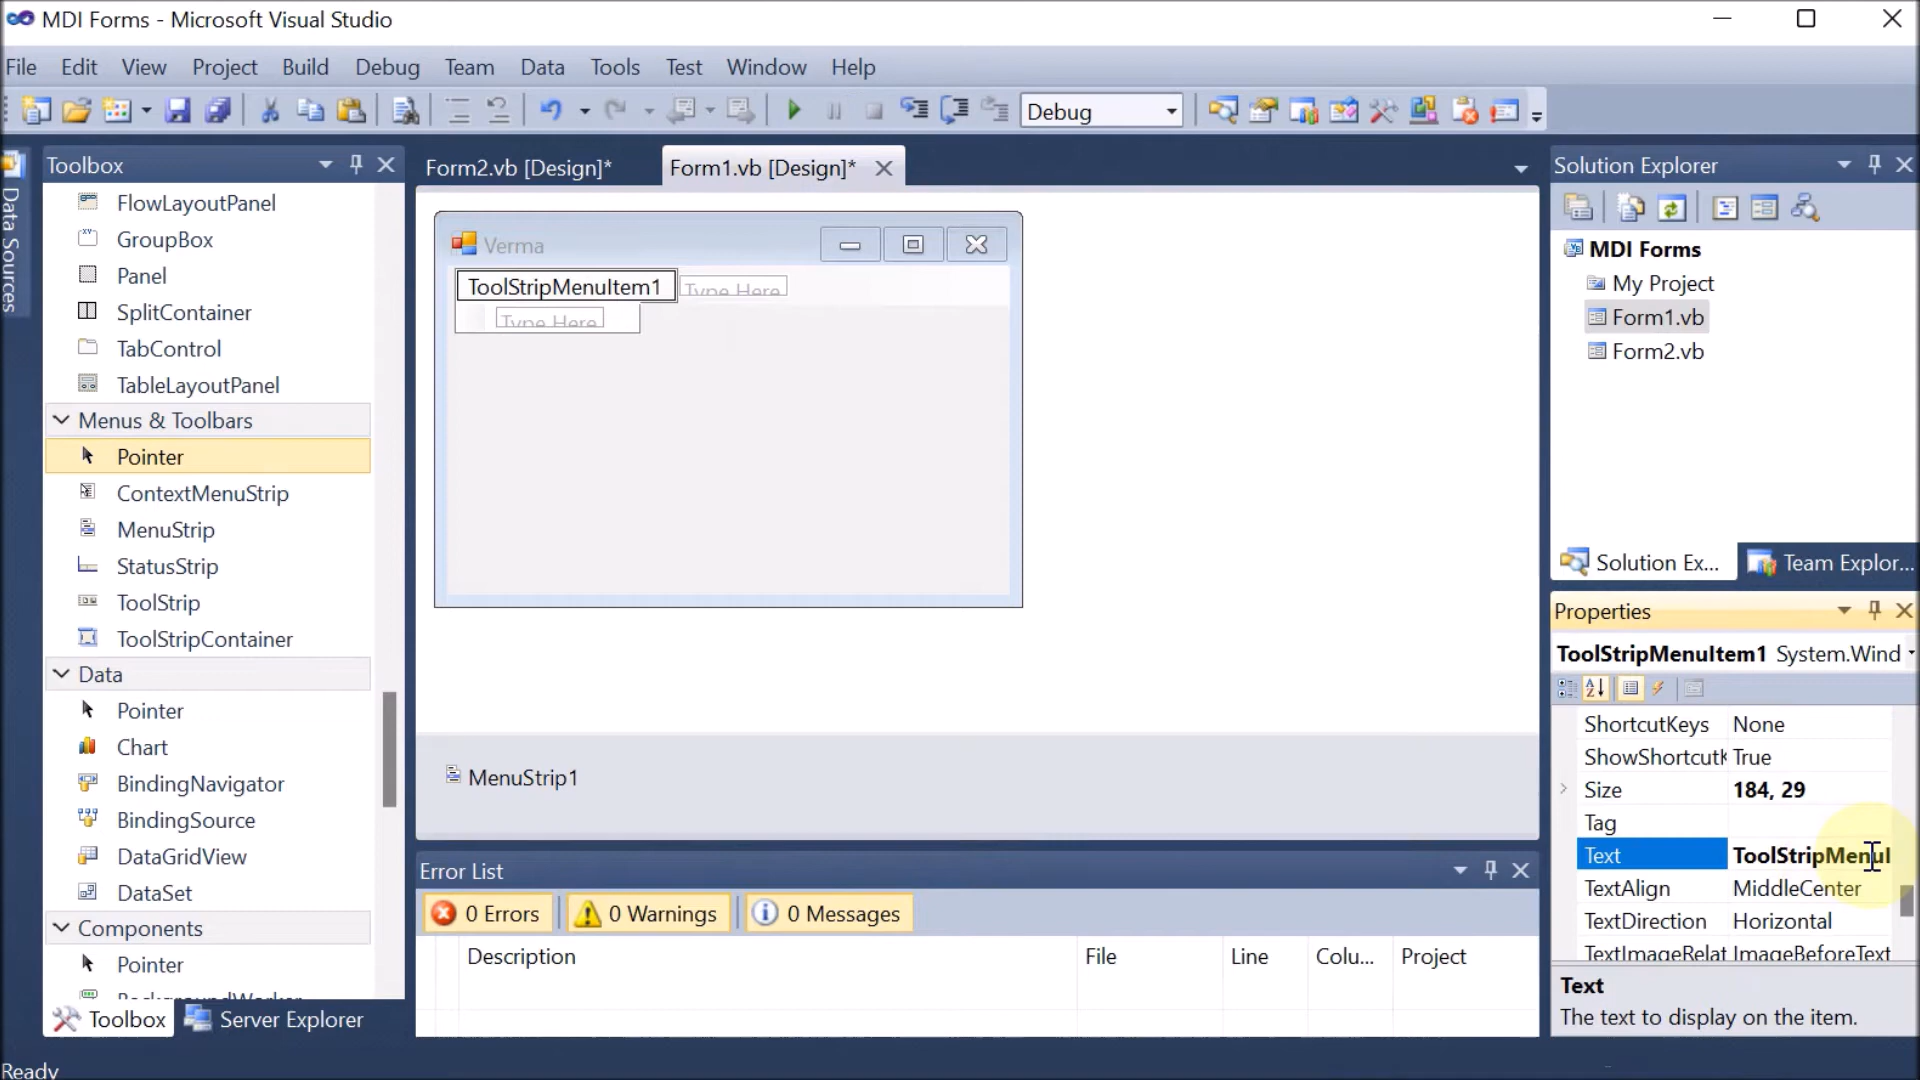 MDI Forms - Microsoft Visual Studio
File Edit View Project Build Debug Team Data Tools Test Window Help
Debug
Data Sources
Toolbox
FlowLayoutPanel
GroupBox
Panel
SplitContainer
TabControl
TableLayoutPanel
Menus & Toolbars
Pointer
ContextMenuStrip
MenuStrip
StatusStrip
ToolStrip
ToolStripContainer
Data
Pointer
Chart
BindingNavigator
BindingSource
DataGridView
DataSet
Components
Pointer
BackgroundWorker
Toolbox Server Explorer
Form2.vb [Design]* Form1.vb [Design]*
Verma
ToolStripMenuItem1 Type Here
Type Here
MenuStrip1
Error List
0 Errors 0 Warnings 0 Messages
Description File Line Colu... Project
Solution Explorer
MDI Forms
My Project
Form1.vb
Form2.vb
Solution Ex... Team Explor...
Properties
ToolStripMenuItem1 System.Wind
ShortcutKeys None
ShowShortcutK True
Size 184, 29
Tag
Text ToolStripMenuI
TextAlign MiddleCenter
TextDirection Horizontal
TextImageRelat ImageBeforeText
Text
The text to display on the item.
Ready